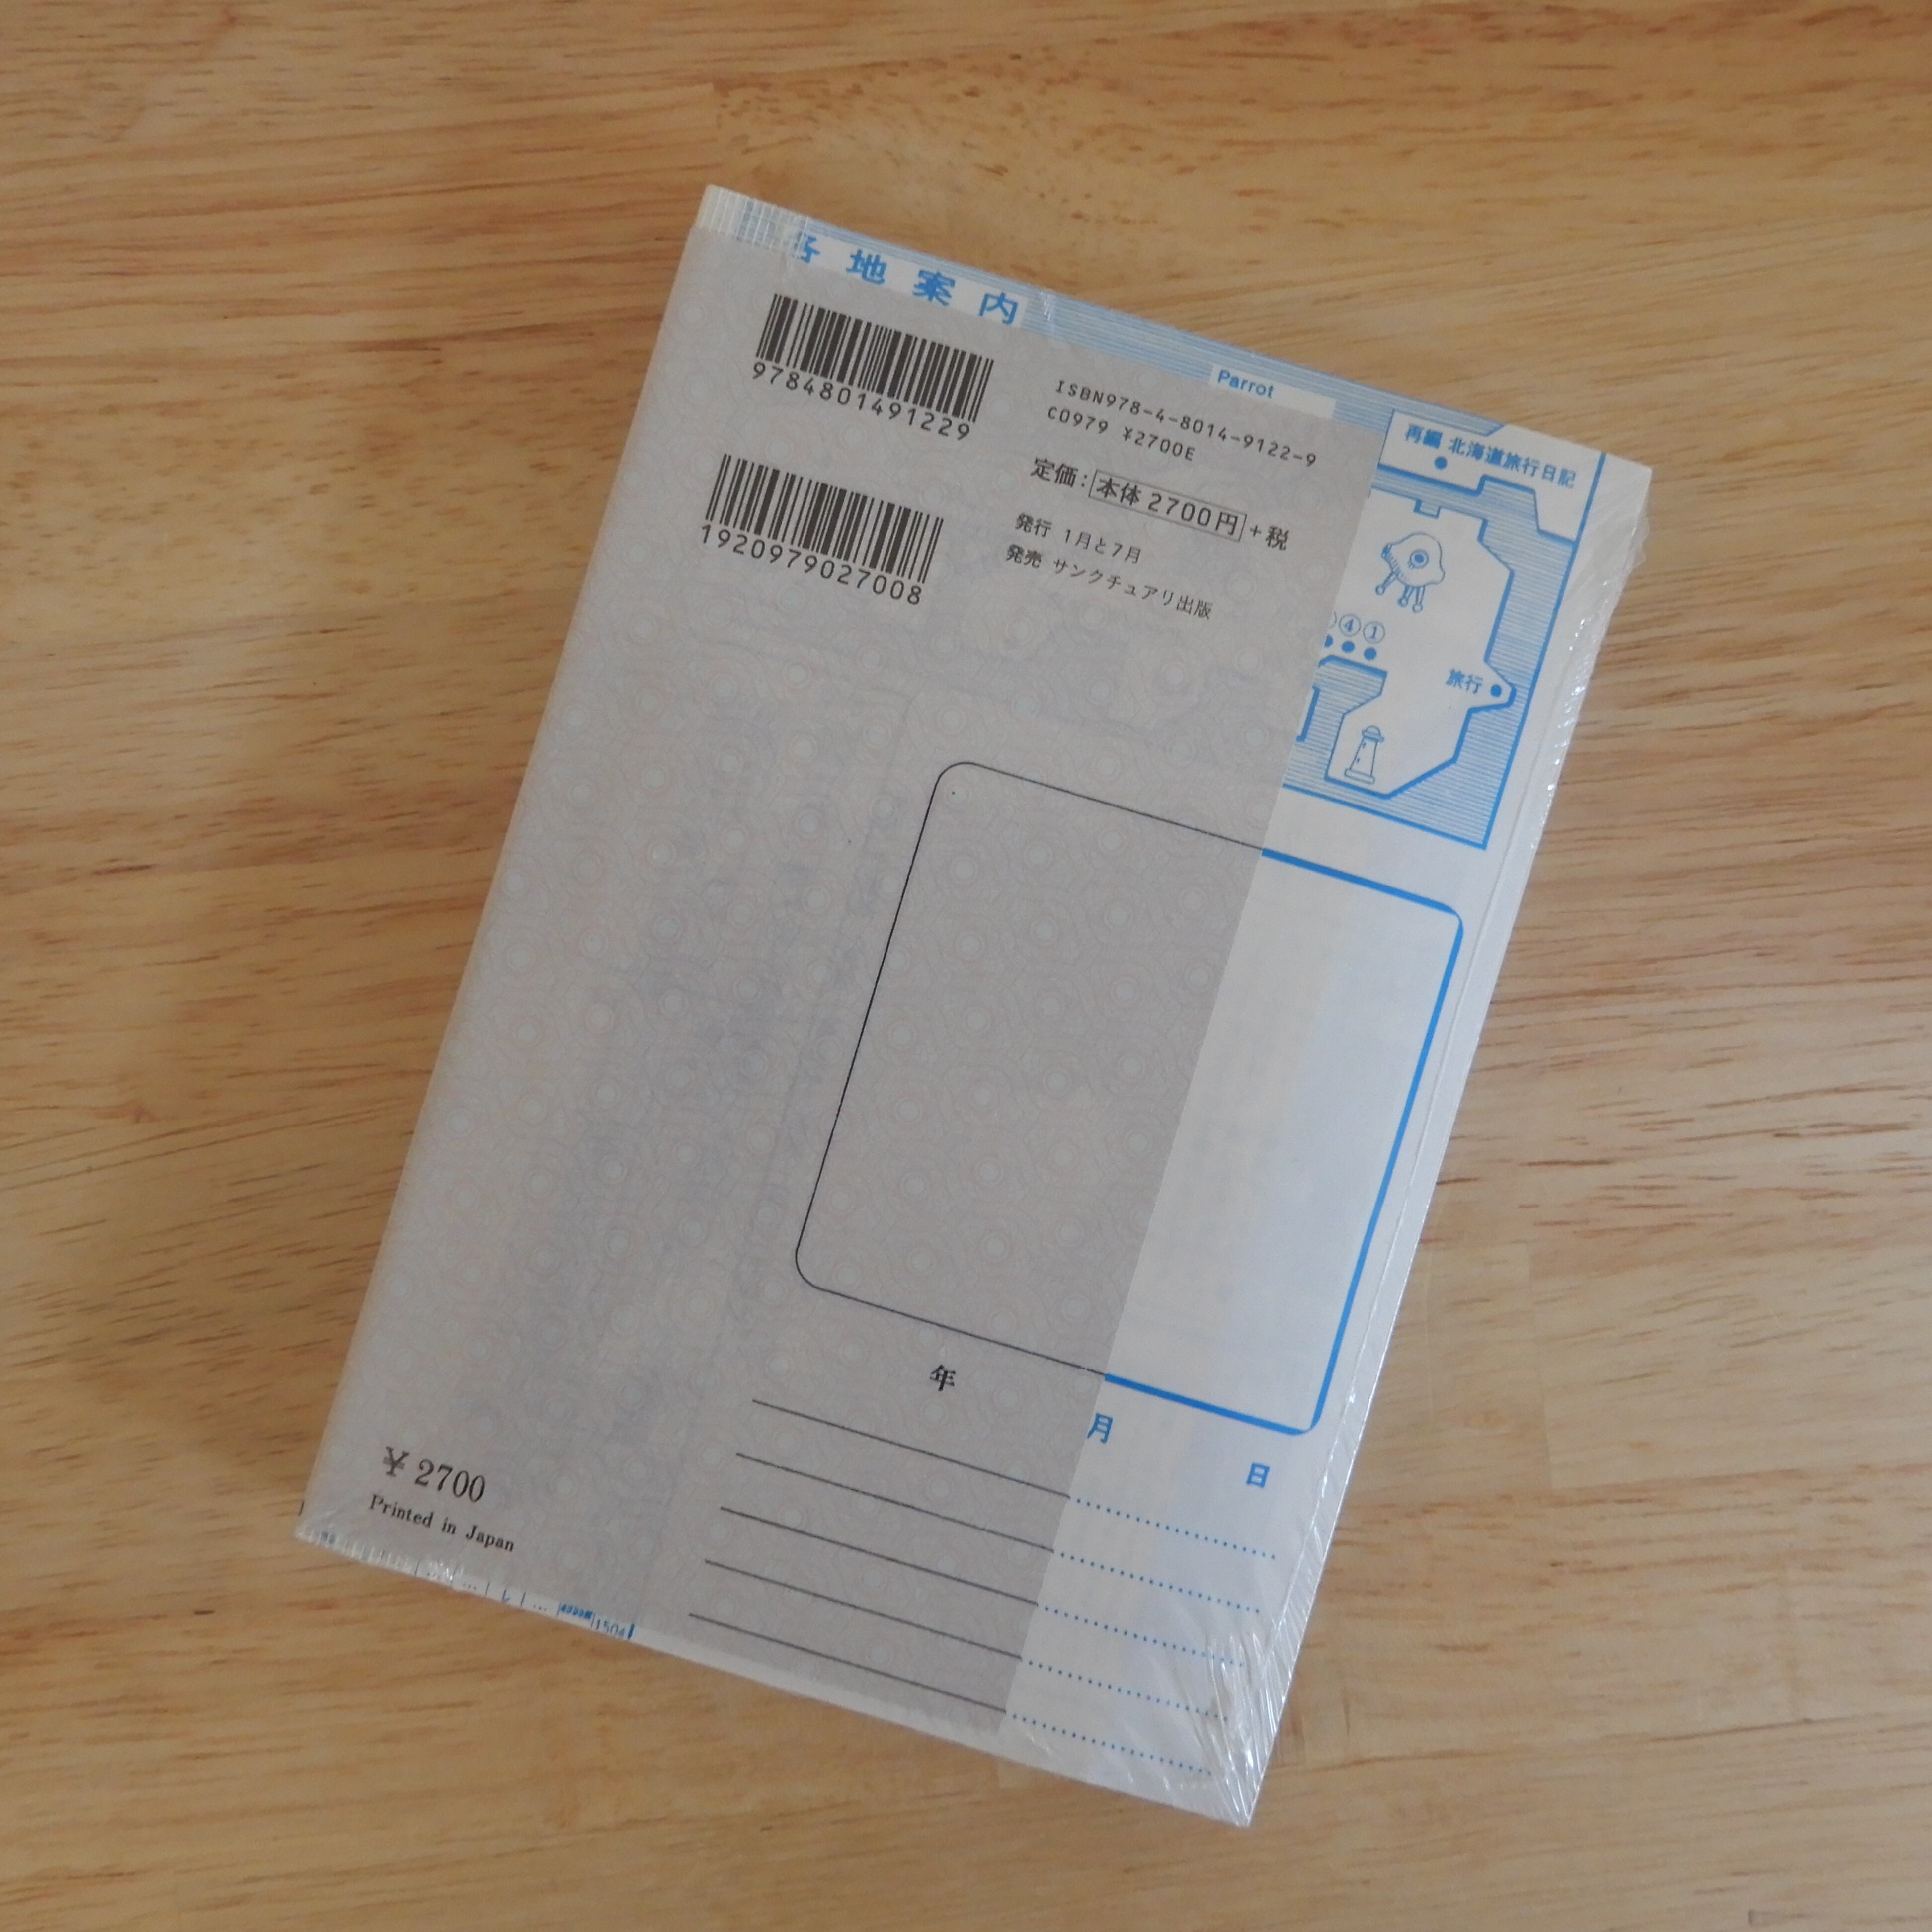 地案内
9784801491229
1920979027008
ISBN978-4-8014-9122-9
C0979 ¥2700E
定価：本体2700円＋税
発行 1月と7月
発売 サンクチュアリ出版
Parrot
再編 北海道旅行日記
④①
旅行
年
月
日
¥ 2700
Printed in Japan
1504